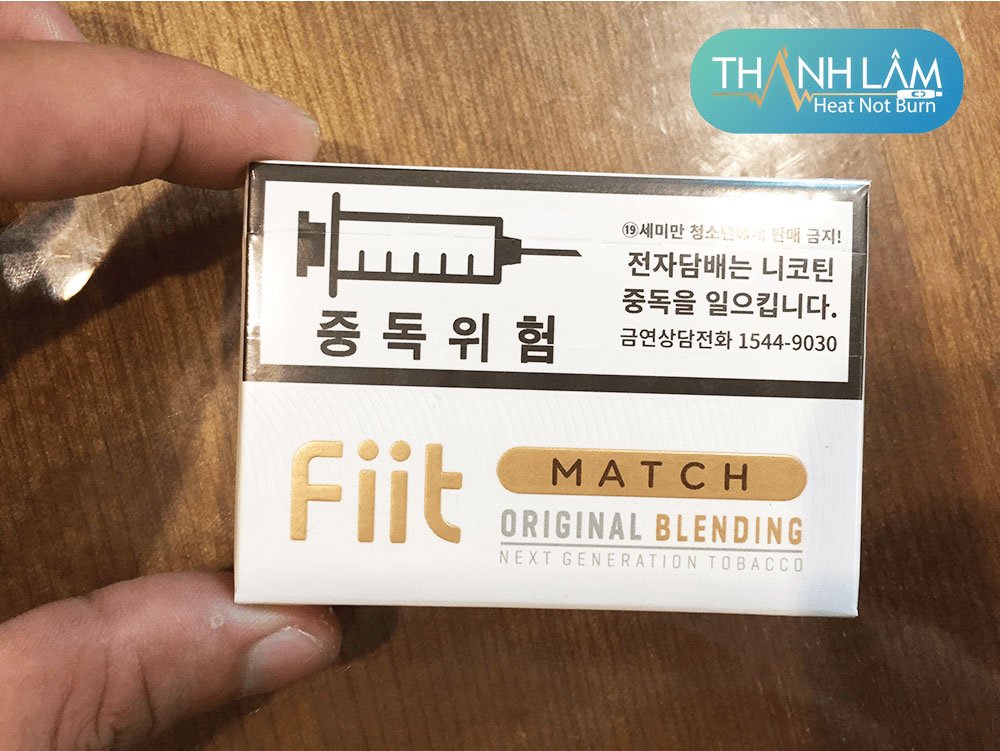 THANH LÂM
Heat Not Burn
⑲세미만 청소년에게 판매 금지!
전자담배는 니코틴
중독을 일으킵니다.
금연상담전화 1544-9030
중독위험
Fiit
MATCH
ORIGINAL BLENDING
NEXT GENERATION TOBACCO